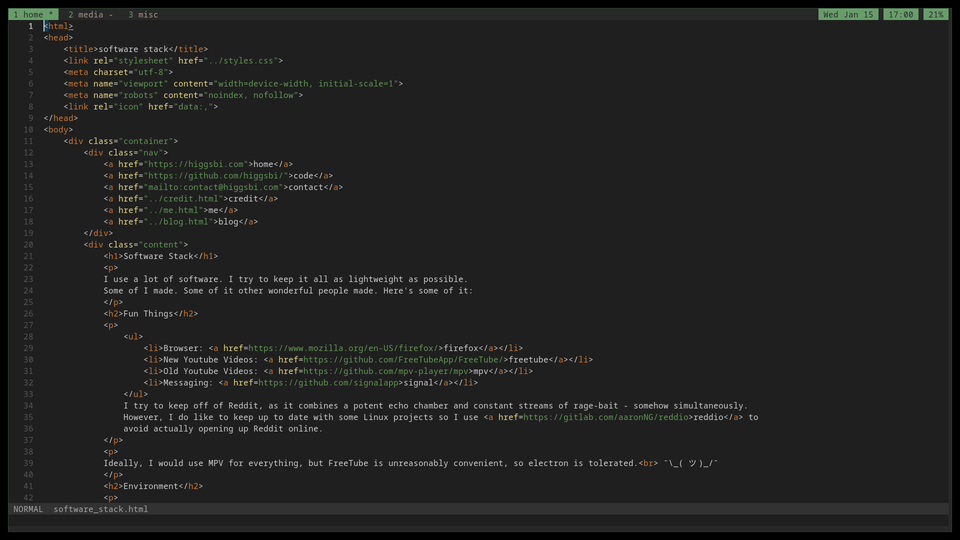 1 home * 2 media - 3 misc Wed Jan 15 17:00 21%
1 <html>
2 <head>
3 <title>software stack</title>
4 <link rel="stylesheet" href="../styles.css">
5 <meta charset="utf-8">
6 <meta name="viewport" content="width=device-width, initial-scale=1">
7 <meta name="robots" content="noindex, nofollow">
8 <link rel="icon" href="data:,">
9 </head>
10 <body>
11 <div class="container">
12 <div class="nav">
13 <a href="https://higgsbi.com">home</a>
14 <a href="https://github.com/higgsbi/">code</a>
15 <a href="mailto:contact@higgsbi.com">contact</a>
16 <a href="../credit.html">credit</a>
17 <a href="../me.html">me</a>
18 <a href="../blog.html">blog</a>
19 </div>
20 <div class="content">
21 <h1>Software Stack</h1>
22 <p>
23 I use a lot of software. I try to keep it all as lightweight as possible.
24 Some of I made. Some of it other wonderful people made. Here's some of it:
25 </p>
26 <h2>Fun Things</h2>
27 <p>
28 <ul>
29 <li>Browser: <a href=https://www.mozilla.org/en-US/firefox/>firefox</a></li>
30 <li>New Youtube Videos: <a href=https://github.com/FreeTubeApp/FreeTube/>freetube</a></li>
31 <li>Old Youtube Videos: <a href=https://github.com/mpv-player/mpv>mpv</a></li>
32 <li>Messaging: <a href=https://github.com/signalapp>signal</a></li>
33 </ul>
34 I try to keep off of Reddit, as it combines a potent echo chamber and constant streams of rage-bait - somehow simultaneously.
35 However, I do like to keep up to date with some Linux projects so I use <a href=https://gitlab.com/aaronNG/reddio>reddio</a> to
36 avoid actually opening up Reddit online.
37 </p>
38 <p>
39 Ideally, I would use MPV for everything, but FreeTube is unreasonably convenient, so electron is tolerated.<br> ¯\_( ツ )_/¯
40 </p>
41 <h2>Environment</h2>
42 <p>
NORMAL software_stack.html